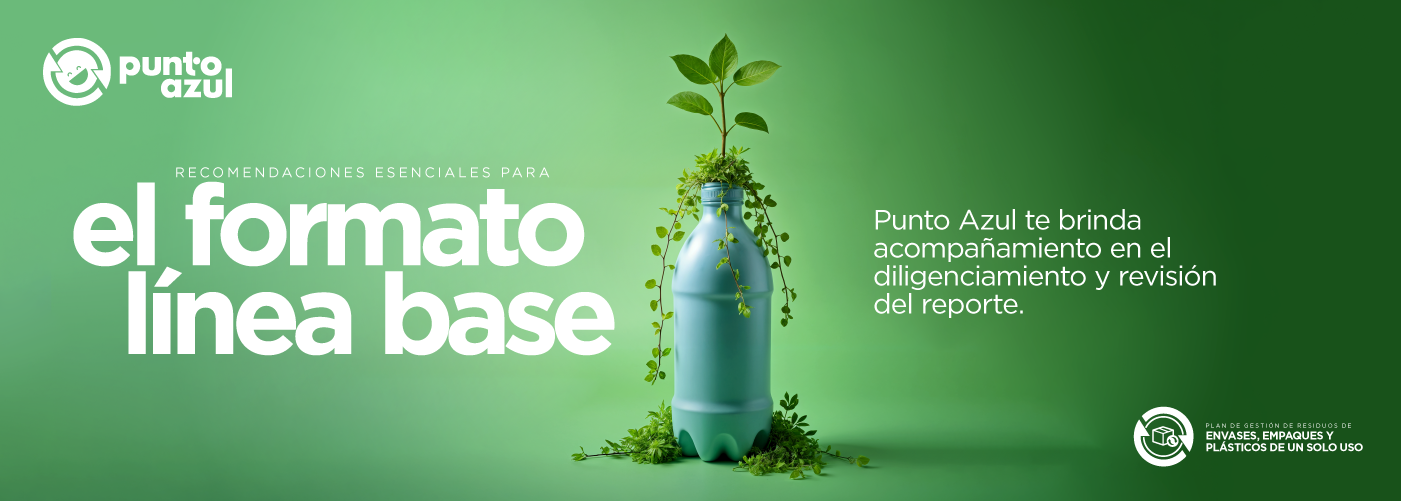 punto
azul
RECOMENDACIONES ESENCIALES PARA
el formato
línea base
Punto Azul te brinda
acompañamiento en el
diligenciamiento y revisión
del reporte.
PLAN DE GESTIÓN DE RESIDUOS DE
ENVASES, EMPAQUES Y
PLÁSTICOS DE UN SOLO USO